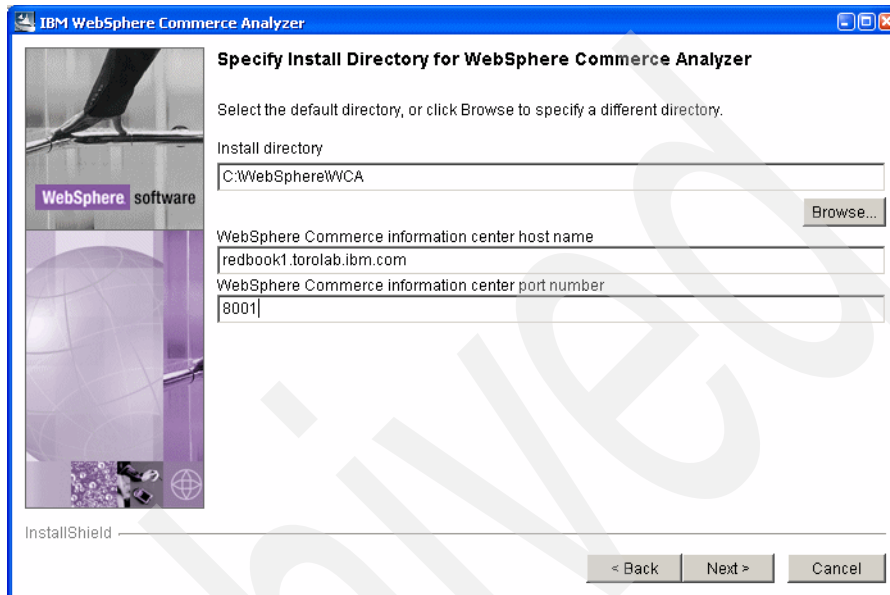 IBM WebSphere Commerce Analyzer
Specify Install Directory for WebSphere Commerce Analyzer
Select the default directory, or click Browse to specify a different directory.
Install directory
C:\WebSphere\WCA
WebSphere software
Browse...
WebSphere Commerce information center host name
redbook1.torolab.ibm.com
WebSphere Commerce information center port number
8001
InstallShield
< Back Next > Cancel